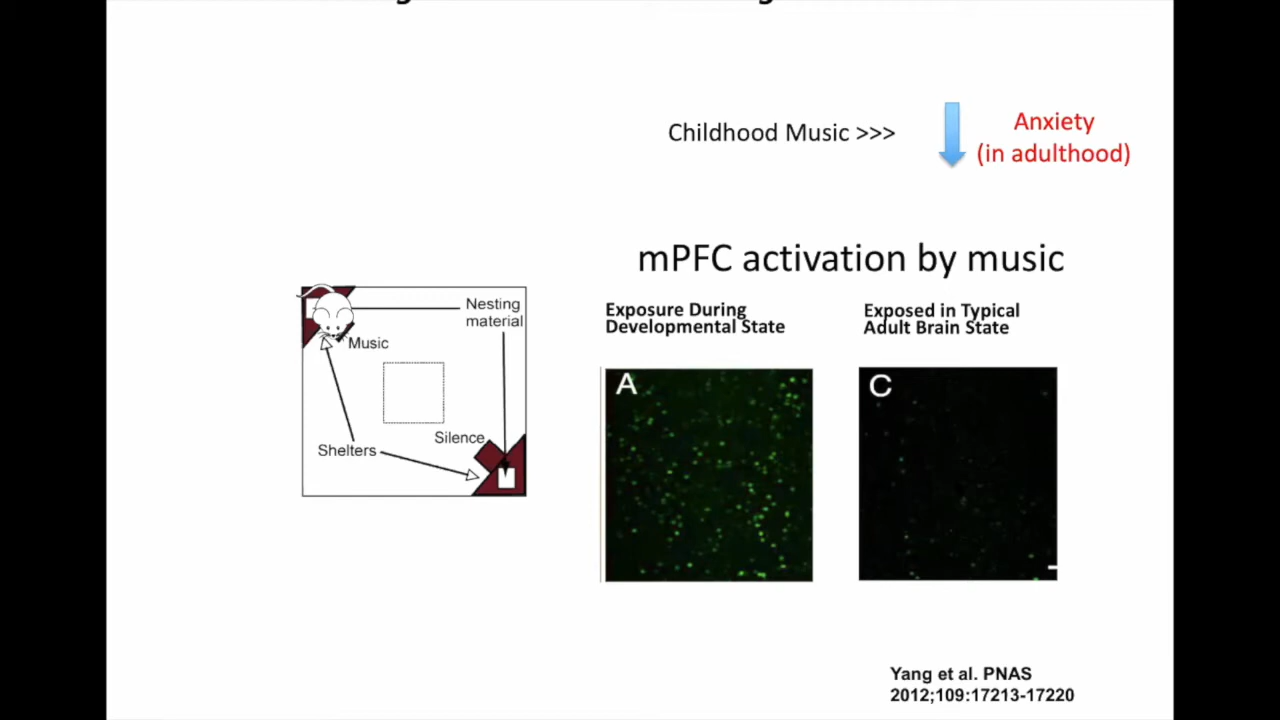 Childhood Music >>>
Anxiety
(in adulthood)
mPFC activation by music
Exposure During
Developmental State
Exposed in Typical
Adult Brain State
Nesting
material
Music
Silence
Shelters
A
C
Yang et al. PNAS
2012;109:17213-17220